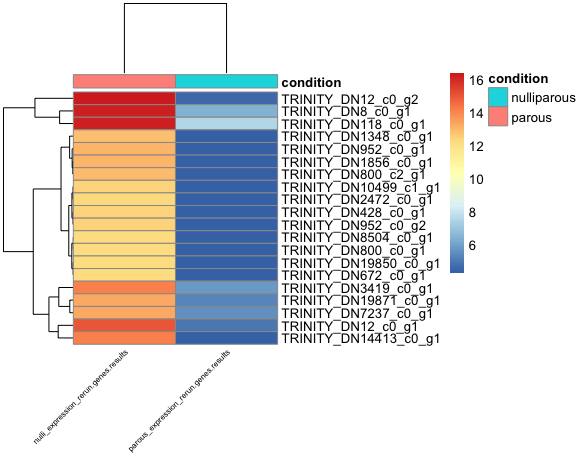 condition
TRINITY_DN12_c0_g2
TRINITY_DN8_c0_g1
TRINITY_DN118_c0_g1
TRINITY_DN1348_c0_g1
TRINITY_DN952_c0_g1
TRINITY_DN1856_c0_g1
TRINITY_DN800_c2_g1
TRINITY_DN10499_c1_g1
TRINITY_DN2472_c0_g1
TRINITY_DN428_c0_g1
TRINITY_DN952_c0_g2
TRINITY_DN8504_c0_g1
TRINITY_DN800_c0_g1
TRINITY_DN19850_c0_g1
TRINITY_DN672_c0_g1
TRINITY_DN3419_c0_g1
TRINITY_DN19871_c0_g1
TRINITY_DN7237_c0_g1
TRINITY_DN12_c0_g1
TRINITY_DN14413_c0_g1
nulli_expression_rerun.genes.results
parous_expression_rerun.genes.results
16
14
12
10
8
6
condition
nulliparous
parous